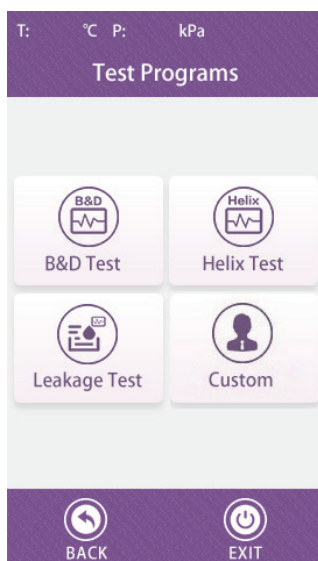 T: ℃ P: kPa
Test Programs
B&D
Helix
B&D Test
Helix Test
Leakage Test
Custom
BACK
EXIT